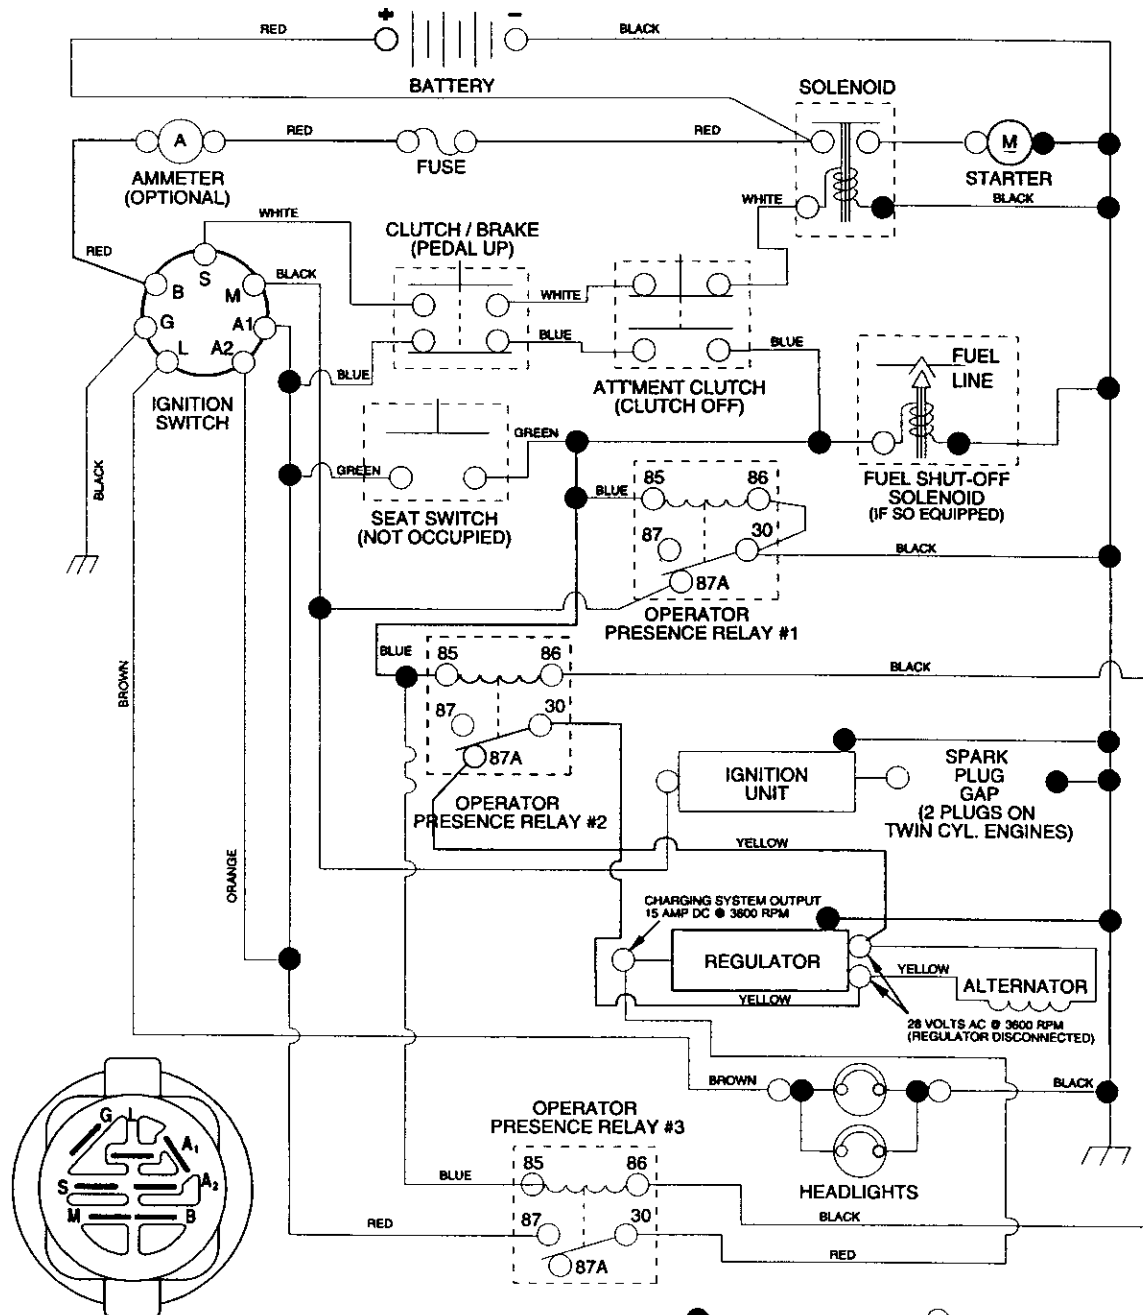 +
-
RED
BLACK
BATTERY
SOLENOID
A
RED
RED
M
FUSE
AMMETER
(OPTIONAL)
STARTER
WHITE
BLACK
WHITE
CLUTCH / BRAKE
(PEDAL UP)
RED
S
B
M
BLACK
WHITE
G
A1
L
A2
BLUE
BLUE
FUEL
LINE
BLUE
IGNITION
SWITCH
ATT'MENT CLUTCH
(CLUTCH OFF)
GREEN
BLACK
GREEN
SEAT SWITCH
(NOT OCCUPIED)
FUEL SHUT-OFF
SOLENOID
(IF SO EQUIPPED)
BLUE
85
86
87
30
BLACK
87A
OPERATOR
PRESENCE RELAY #1
BLUE
85
86
BLACK
BROWN
87
30
87A
OPERATOR
PRESENCE RELAY #2
IGNITION
UNIT
SPARK
PLUG
GAP
(2 PLUGS ON
TWIN CYL. ENGINES)
YELLOW
ORANGE
CHARGING SYSTEM OUTPUT
15 AMP DC @ 3600 RPM
REGULATOR
YELLOW
ALTERNATOR
YELLOW
28 VOLTS AC @ 3600 RPM
(REGULATOR DISCONNECTED)
BROWN
BLACK
OPERATOR
PRESENCE RELAY #3
HEADLIGHTS
85
86
BLUE
BLACK
87
30
RED
RED
87A
G
L
A1
S
A2
M
B